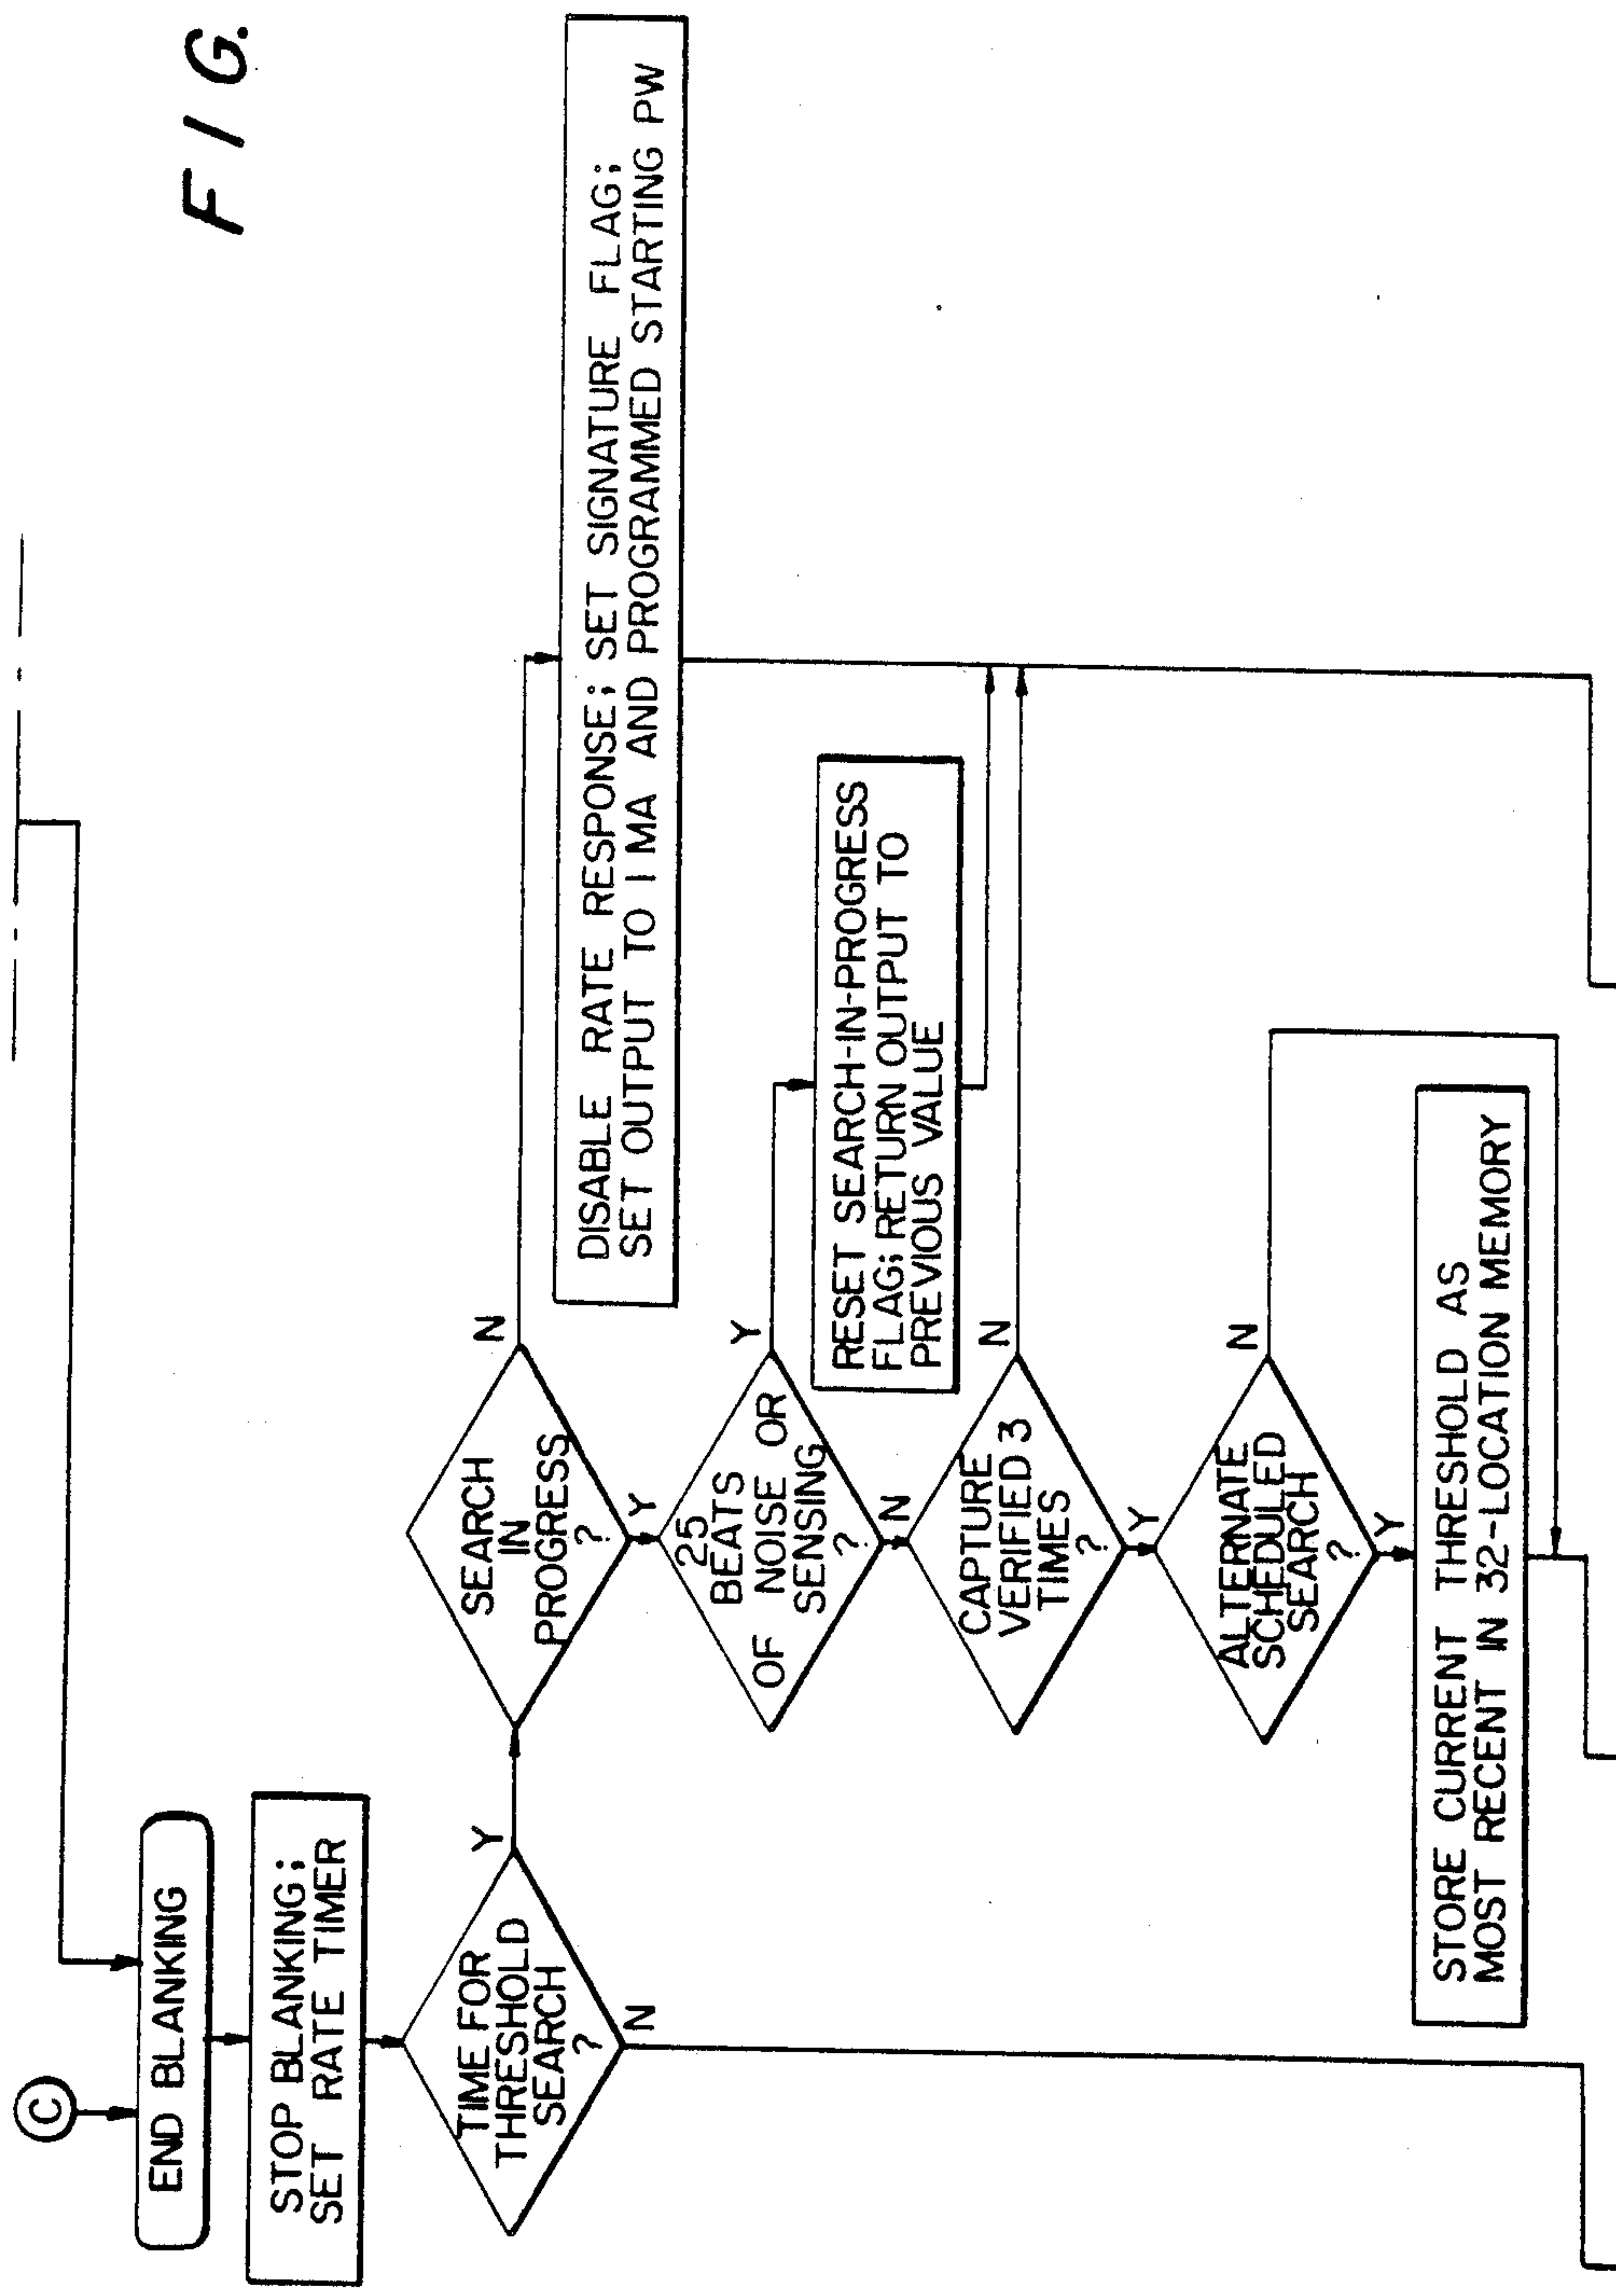 FIG.
C
END BLANKING
STOP BLANKING;
SET RATE TIMER
TIME FOR
THRESHOLD
SEARCH
?
N
Y
SEARCH
IN
PROGRESS
?
N
Y
DISABLE RATE RESPONSE; SET SIGNATURE FLAG;
SET OUTPUT TO 1 MA AND PROGRAMMED STARTING PW
25
BEATS
OF NOISE OR
SENSING
?
Y
N
RESET SEARCH-IN-PROGRESS
FLAG; RETURN OUTPUT TO
PREVIOUS VALUE
CAPTURE
VERIFIED 3
TIMES
?
N
Y
ALTERNATE
SCHEDULED
SEARCH
?
N
Y
STORE CURRENT THRESHOLD AS
MOST RECENT IN 32-LOCATION MEMORY